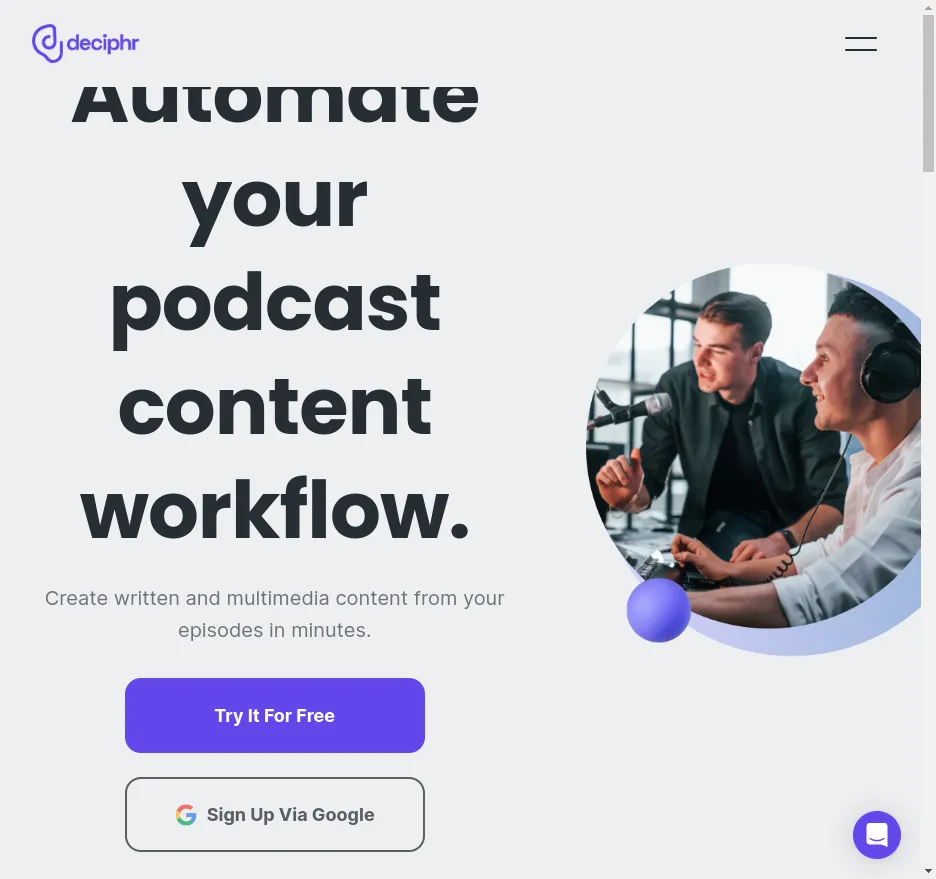 deciphr
Automate
your
podcast
content
workflow.
Create written and multimedia content from your
episodes in minutes.
Try It For Free
Sign Up Via Google